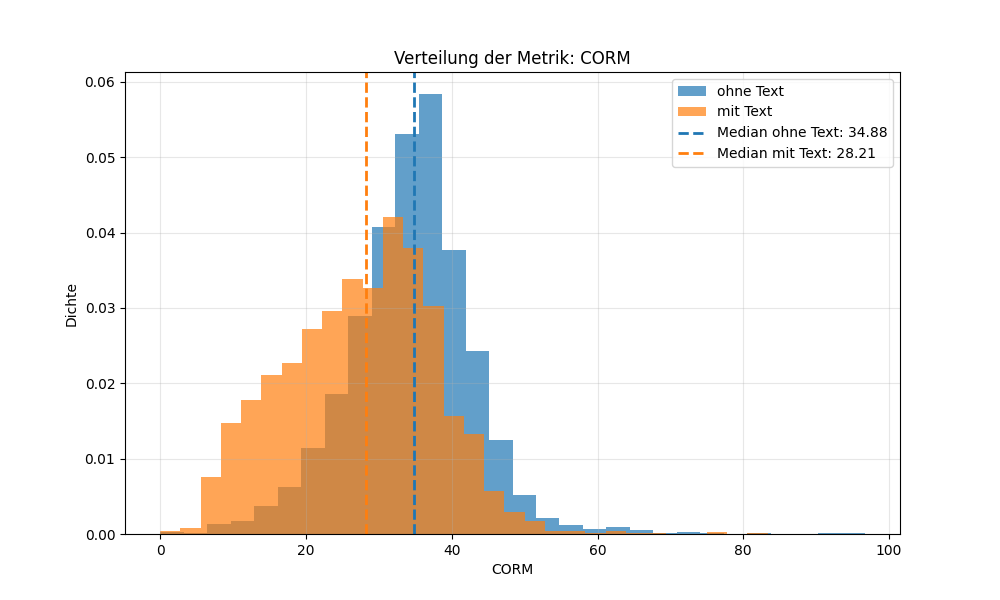 Verteilung der Metrik: CORM
ohne Text
mit Text
Median ohne Text: 34.88
Median mit Text: 28.21
0.06
0.05
0.04
0.03
0.02
0.01
0.00
Dichte
0 20 40 60 80 100
CORM